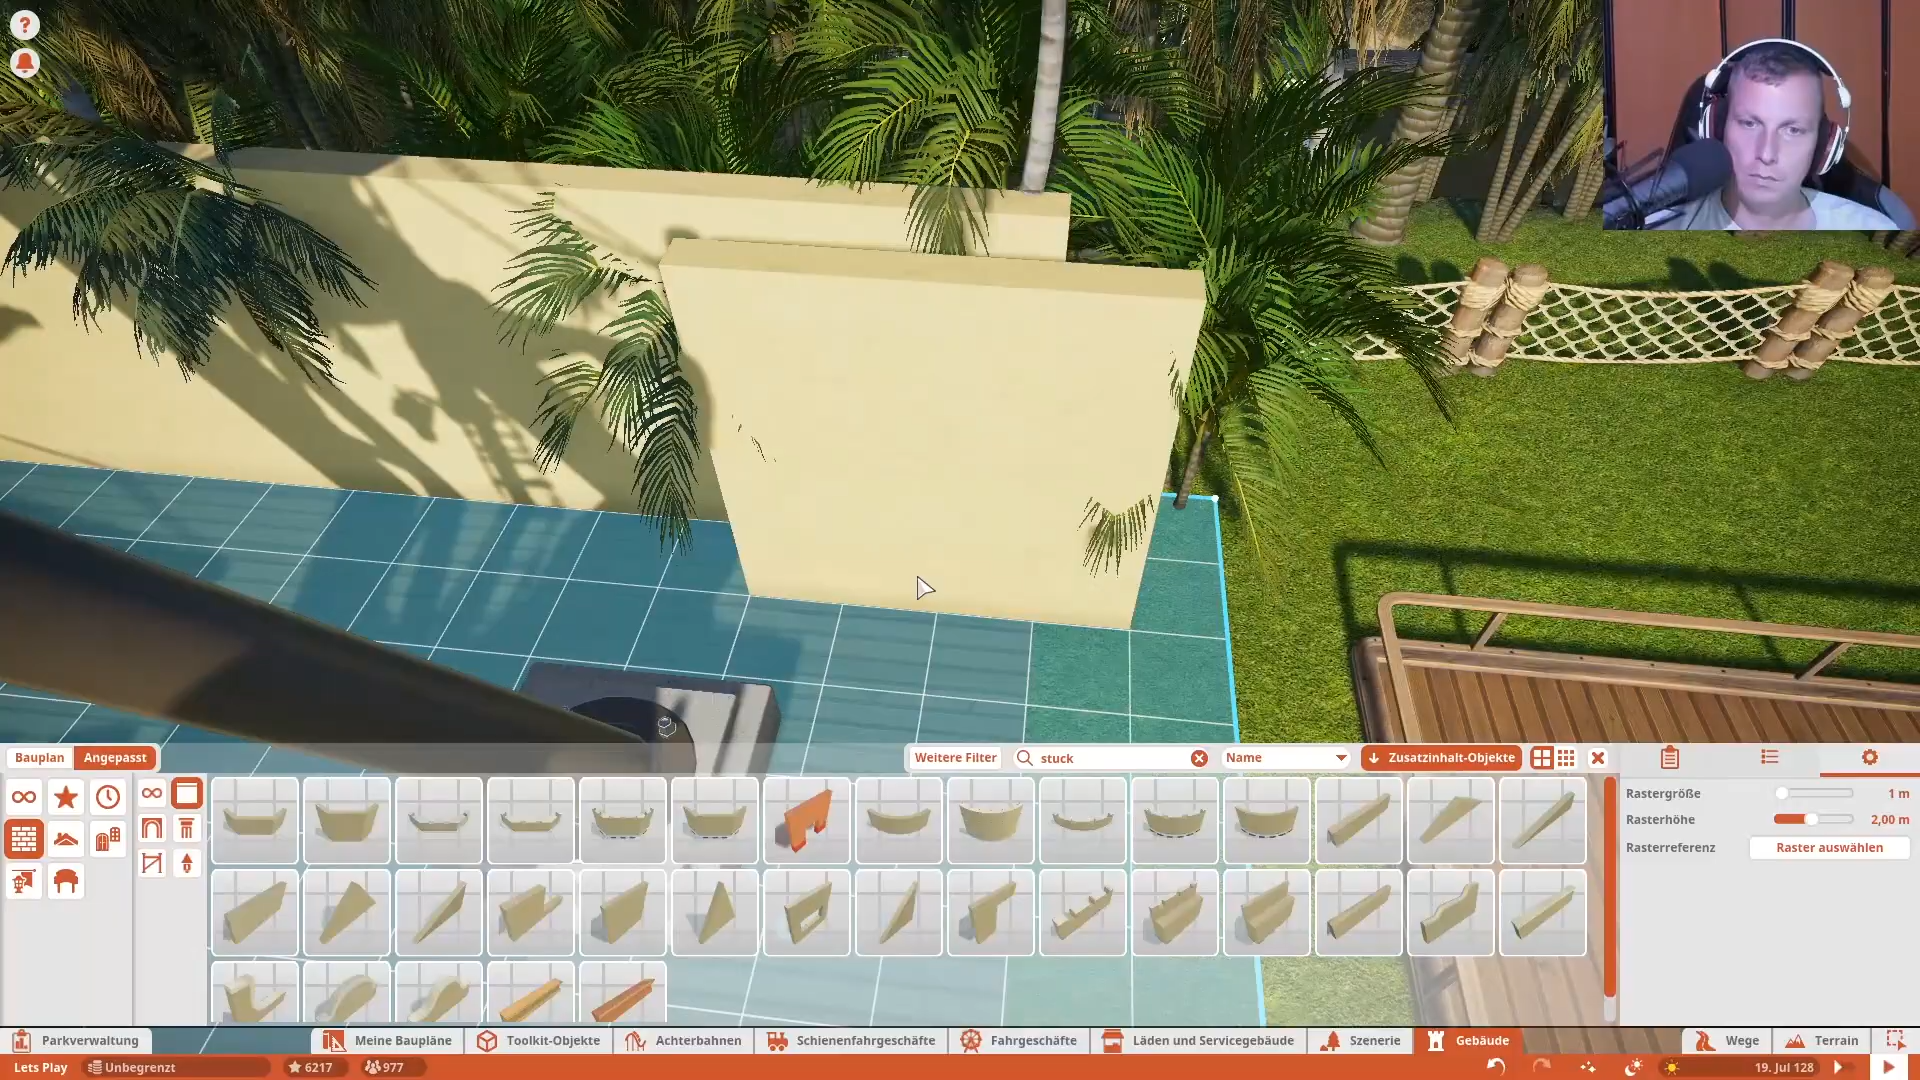 ?
Bauplan
Angepasst
Weitere Filter
stuck
Name
Zusatzinhalt-Objekte
Rastergröße
1 m
Rasterhöhe
2,00 m
Rasterreferenz
Raster auswählen
Parkverwaltung
Meine Baupläne
Toolkit-Objekte
Achterbahnen
Schienenfahrgeschäfte
Fahrgeschäfte
Läden und Servicegebäude
Szenerie
Gebäude
Wege
Terrain
Lets Play
Unbegrenzt
6217
977
19. Jul 128